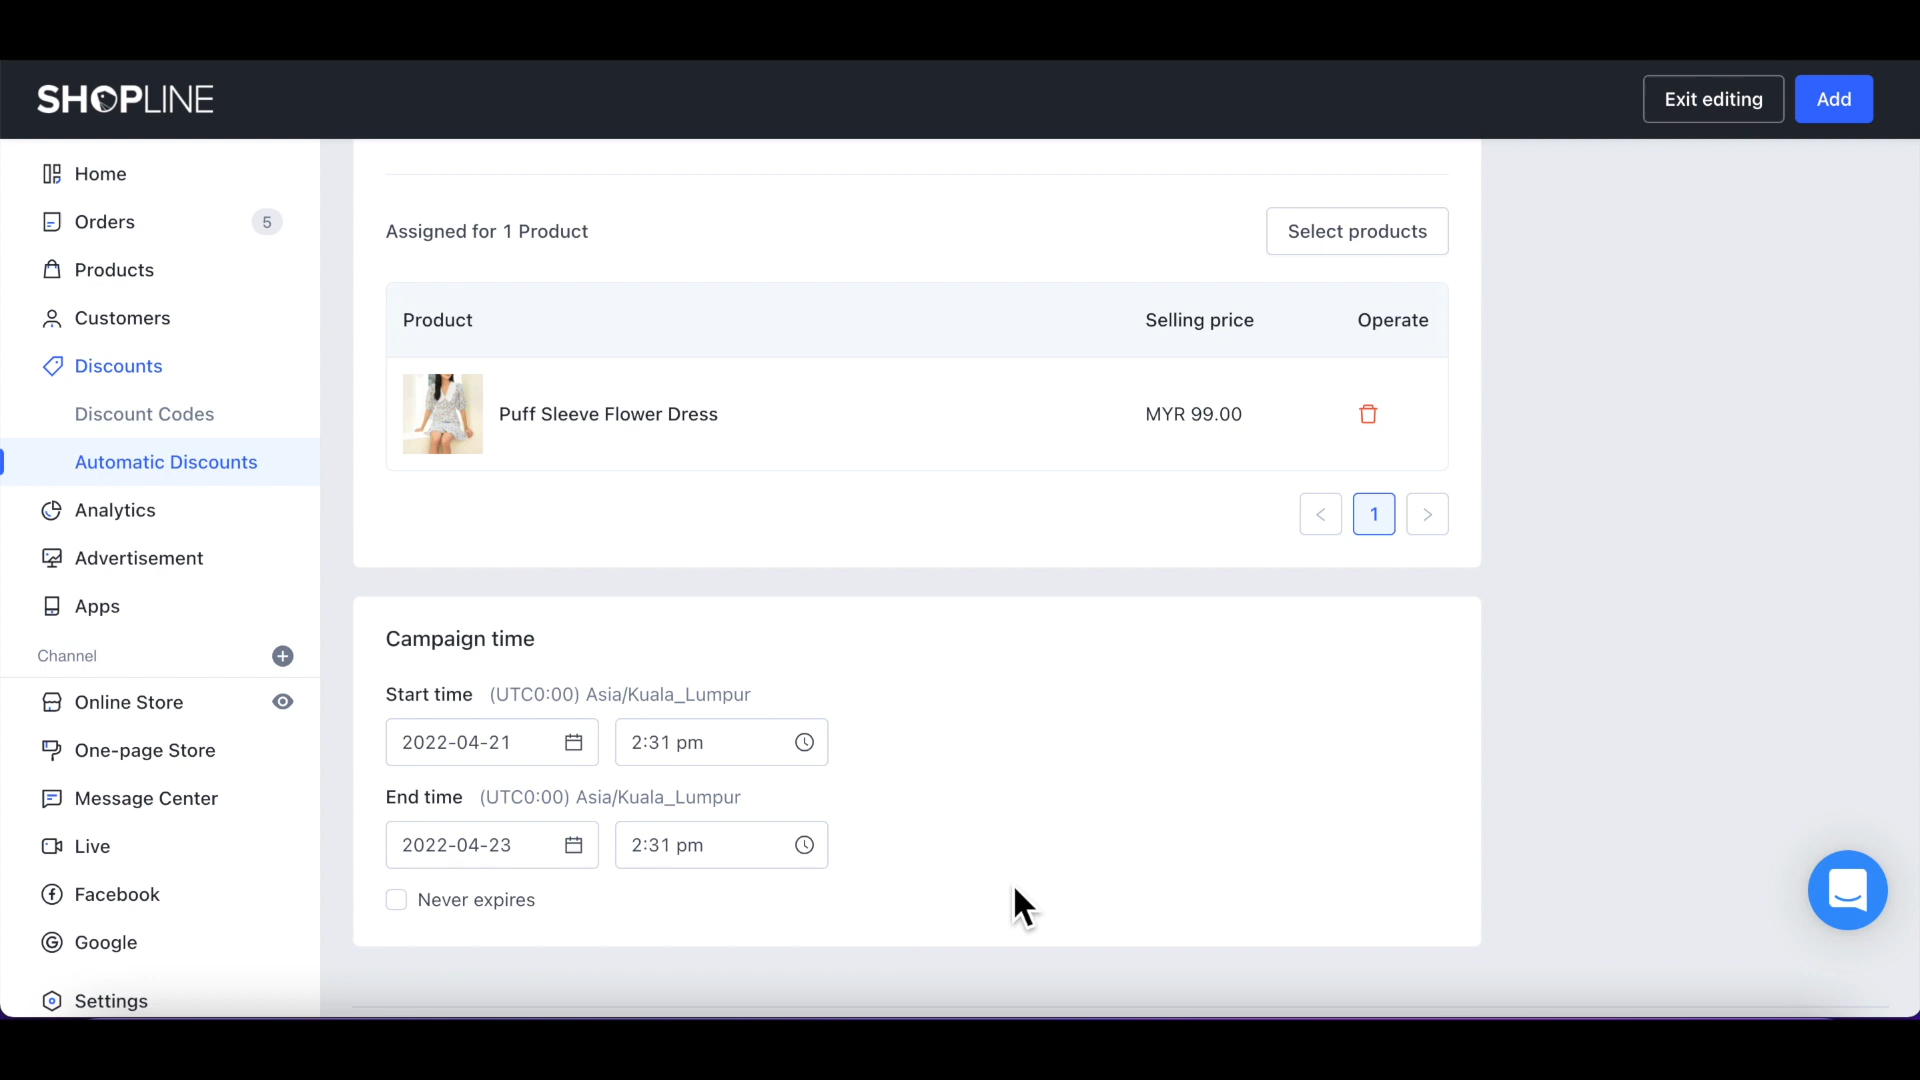 SHOPLINE
Exit editing
Add
Home
Orders 5
Products
Customers
Discounts
Discount Codes
Automatic Discounts
Analytics
Advertisement
Apps
Channel
Online Store
One-page Store
Message Center
Live
Facebook
Google
Settings
Assigned for 1 Product
Select products
Product Selling price Operate
Puff Sleeve Flower Dress MYR 99.00
< 1 >
Campaign time
Start time (UTC0:00) Asia/Kuala_Lumpur
2022-04-21 2:31 pm
End time (UTC0:00) Asia/Kuala_Lumpur
2022-04-23 2:31 pm
Never expires